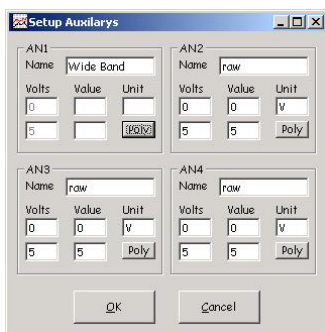 Setup Auxilarys
AN1
Name Wide Band
Volts Value Unit
0
5 Poly
AN2
Name raw
Volts Value Unit
0 0 V
5 5 Poly
AN3
Name raw
Volts Value Unit
0 0 V
5 5 Poly
AN4
Name raw
Volts Value Unit
0 0 V
5 5 Poly
OK Cancel